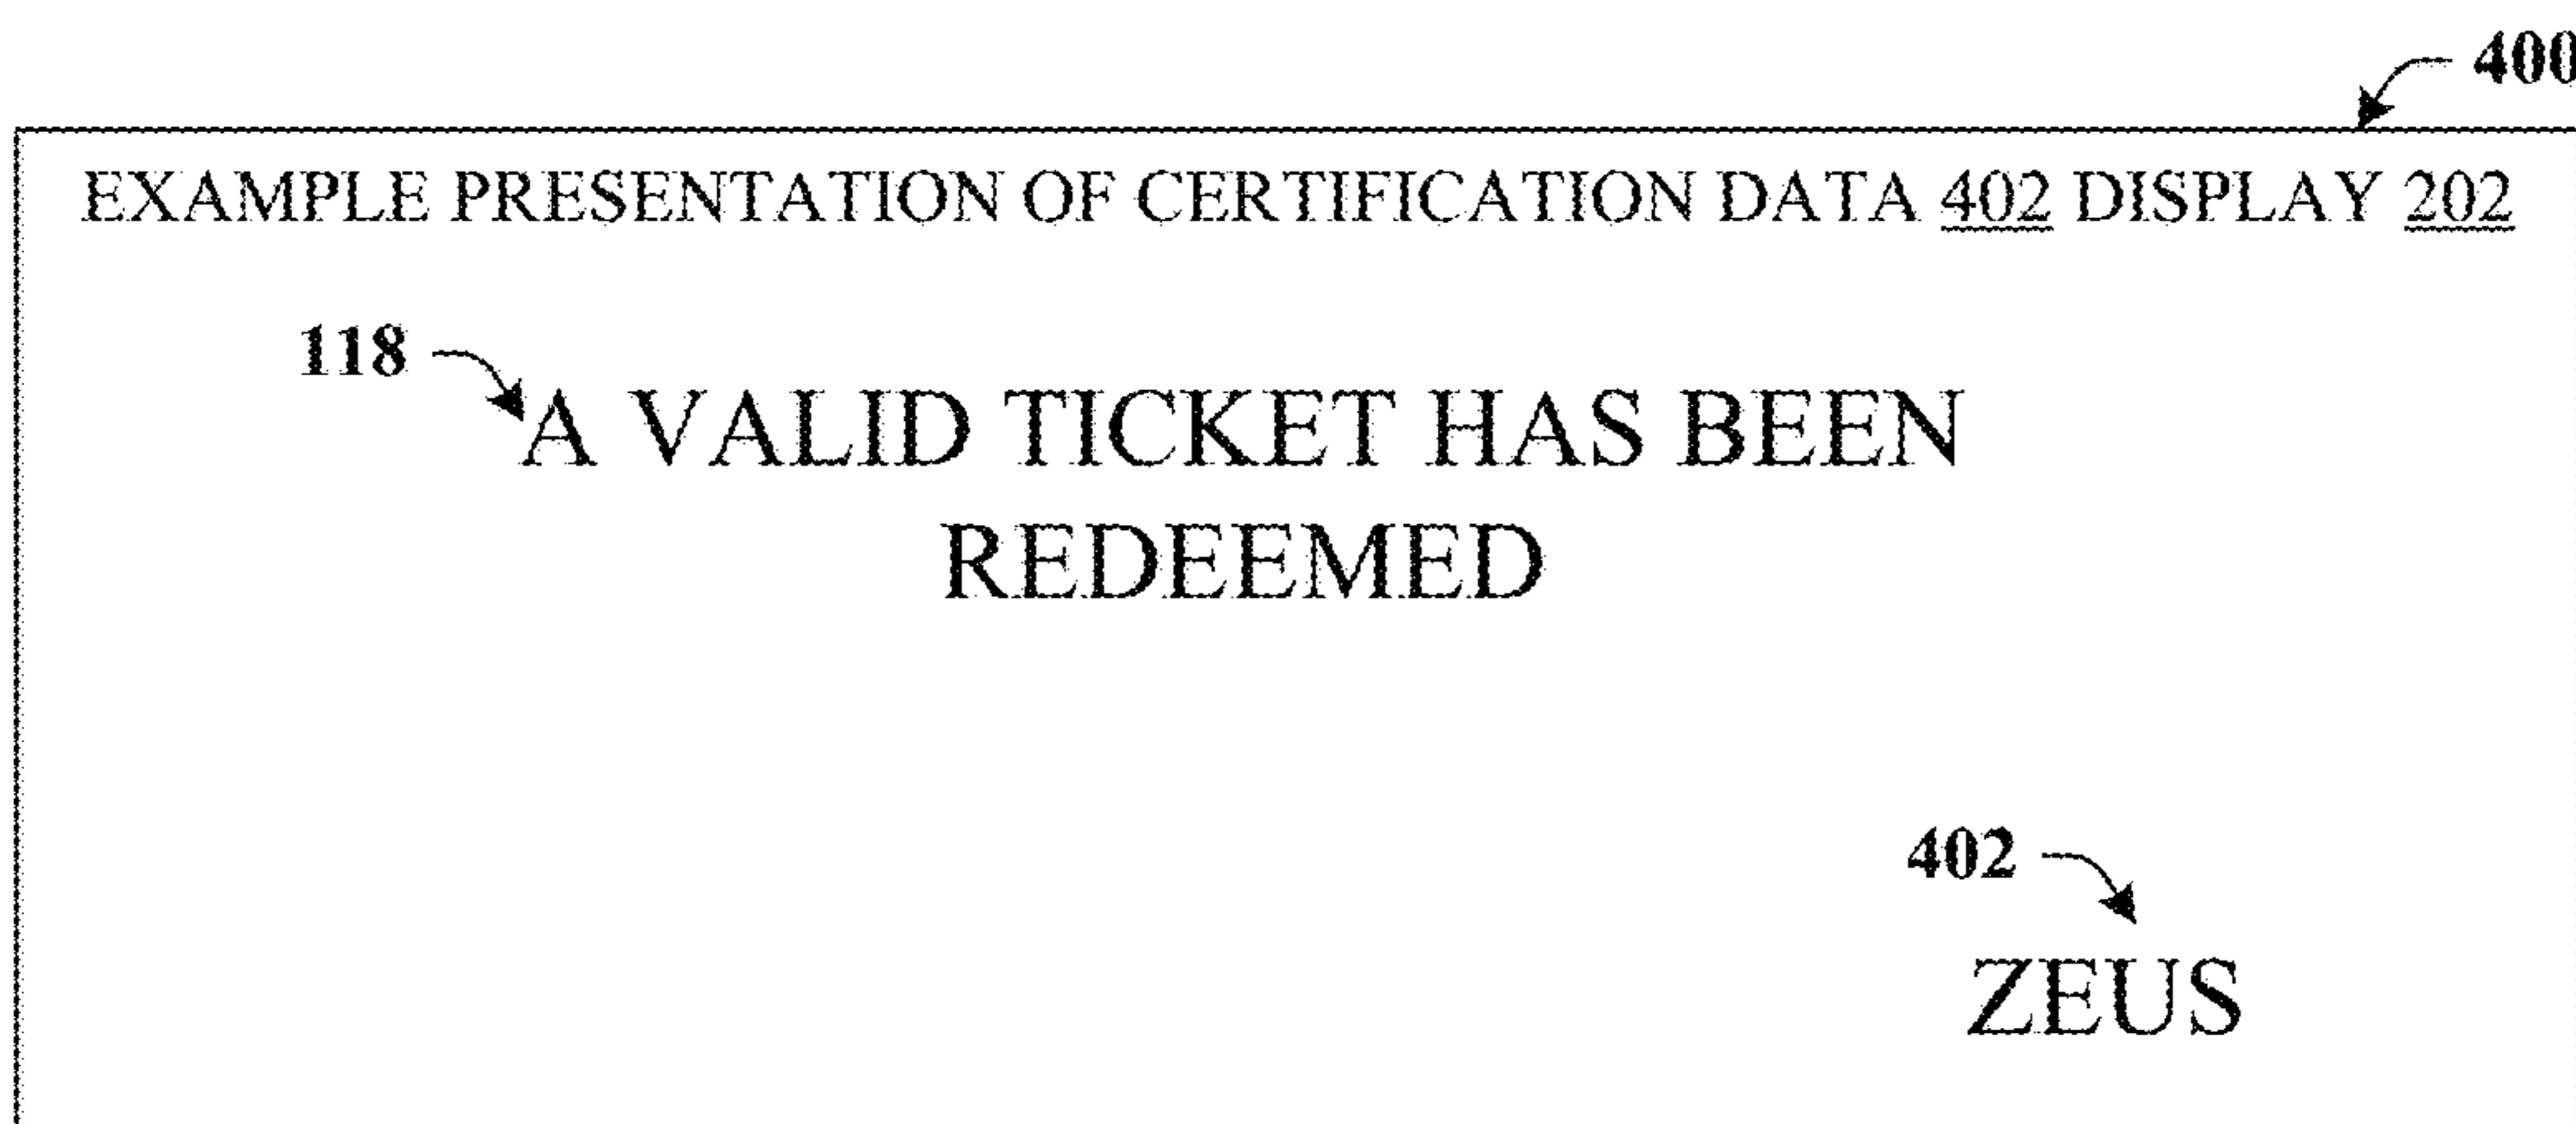 400
EXAMPLE PRESENTATION OF CERTIFICATION DATA 402 DISPLAY 202
118
A VALID TICKET HAS BEEN
REDEEMED
402
ZEUS